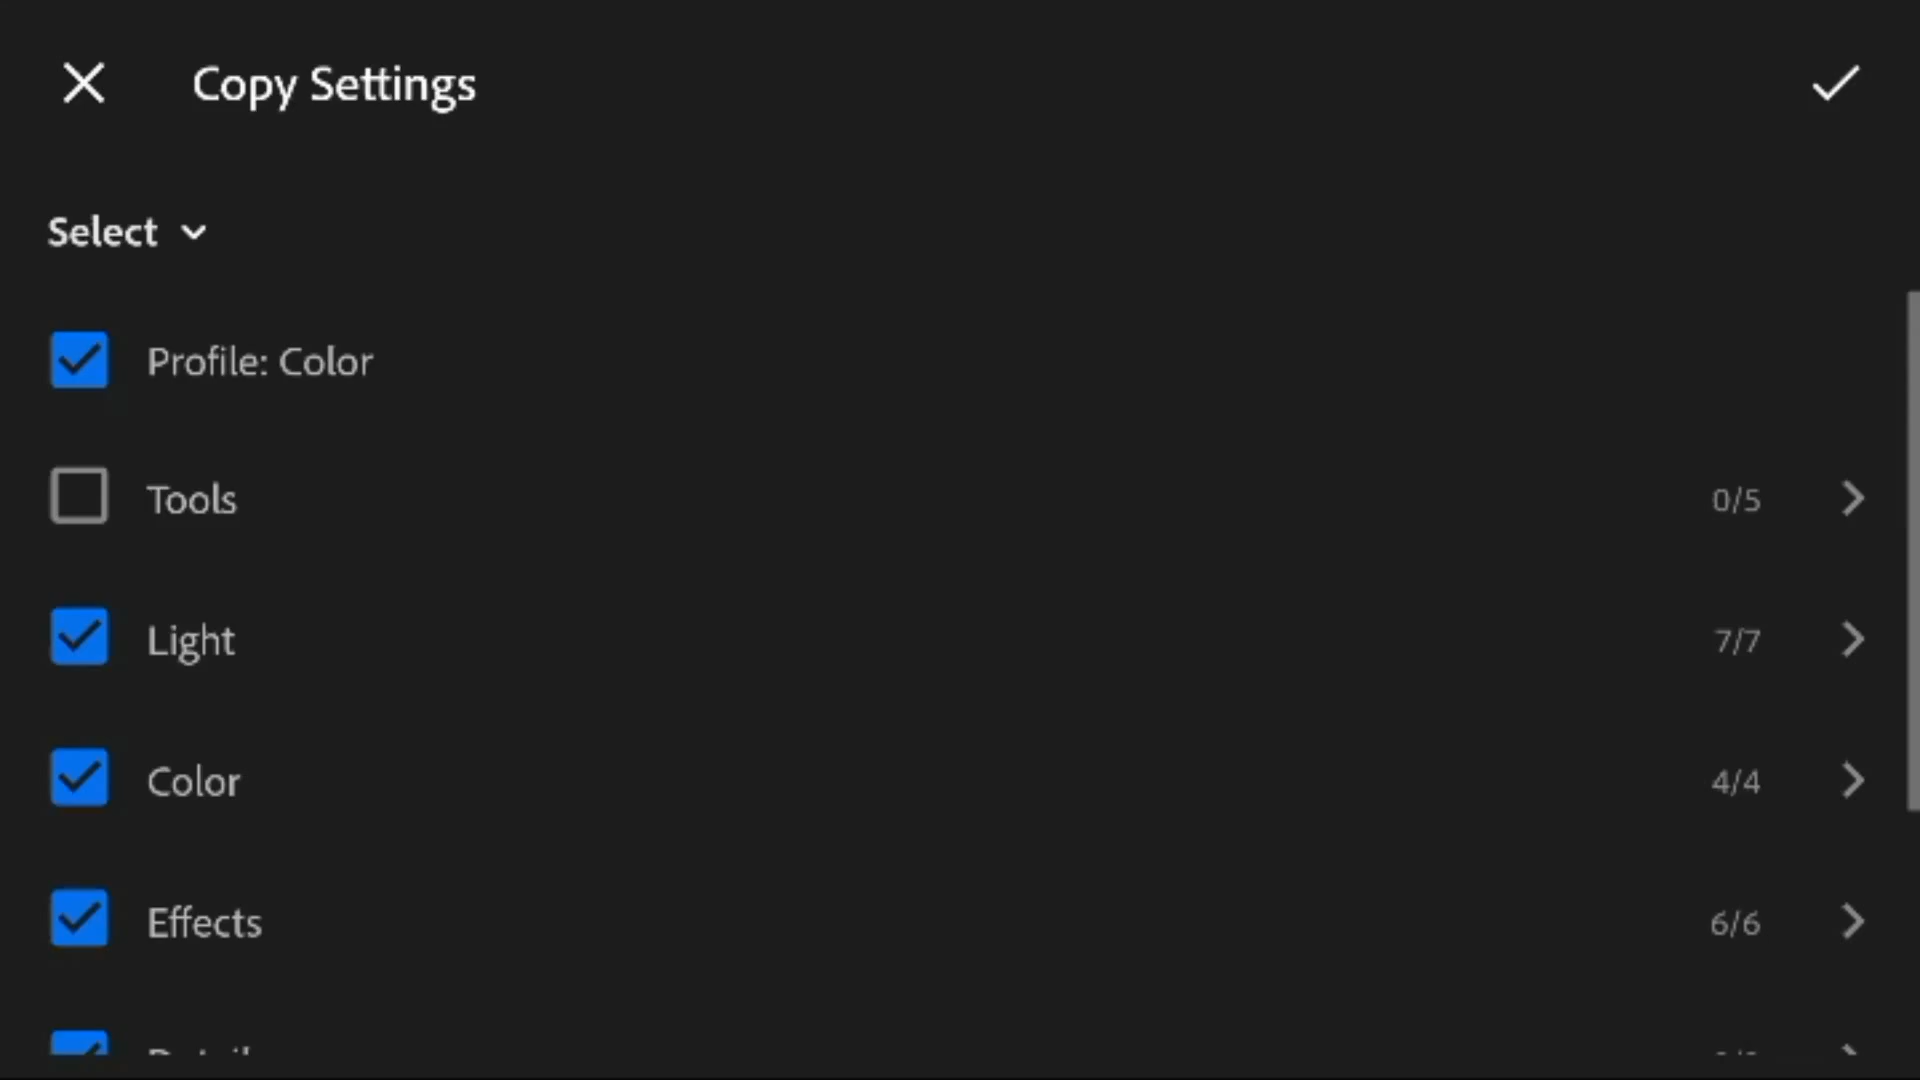 Copy Settings
Select
Profile: Color
Tools 0/5
Light 7/7
Color 4/4
Effects 6/6